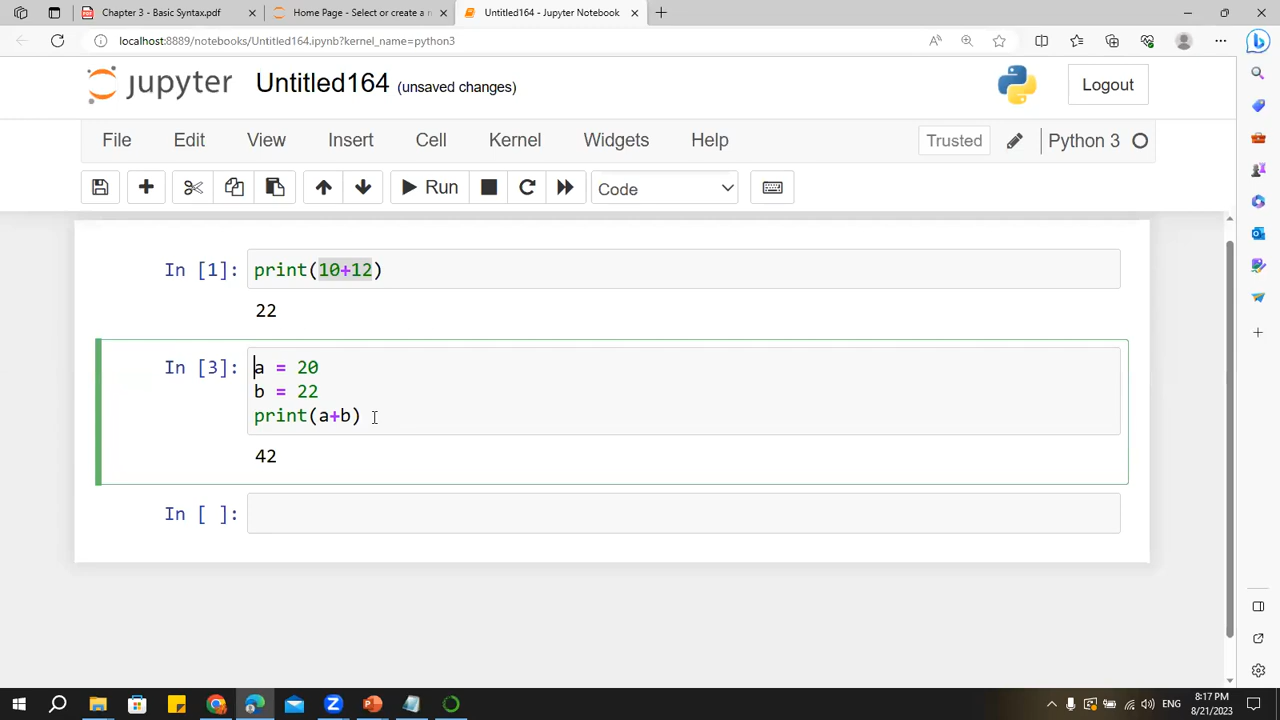 Chapter 3 - Basic Syntax.pdf
Home Page - Select or create a n
Untitled164 - Jupyter Notebook
localhost:8889/notebooks/Untitled164.ipynb?kernel_name=python3
jupyter Untitled164 (unsaved changes)
Logout
File Edit View Insert Cell Kernel Widgets Help
Trusted
Python 3
Run
Code
In [1]: print(10+12)
22
In [3]: a = 20
b = 22
print(a+b)
42
In [ ]:
ENG
8:17 PM
8/21/2023